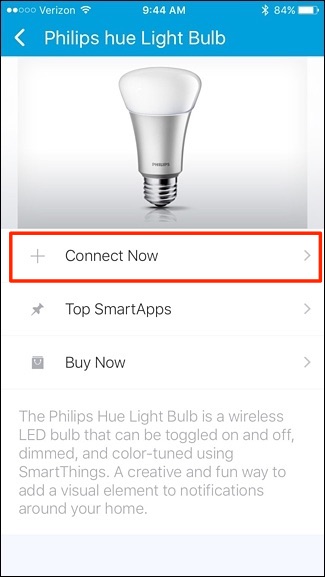 ●●○○○ Verizon 9:44 AM 84%
Philips hue Light Bulb
PHILIPS
Connect Now
Top SmartApps
Buy Now
The Philips Hue Light Bulb is a wireless
LED bulb that can be toggled on and off,
dimmed, and color-tuned using
SmartThings. A creative and fun way to
add a visual element to notifications
around your home.